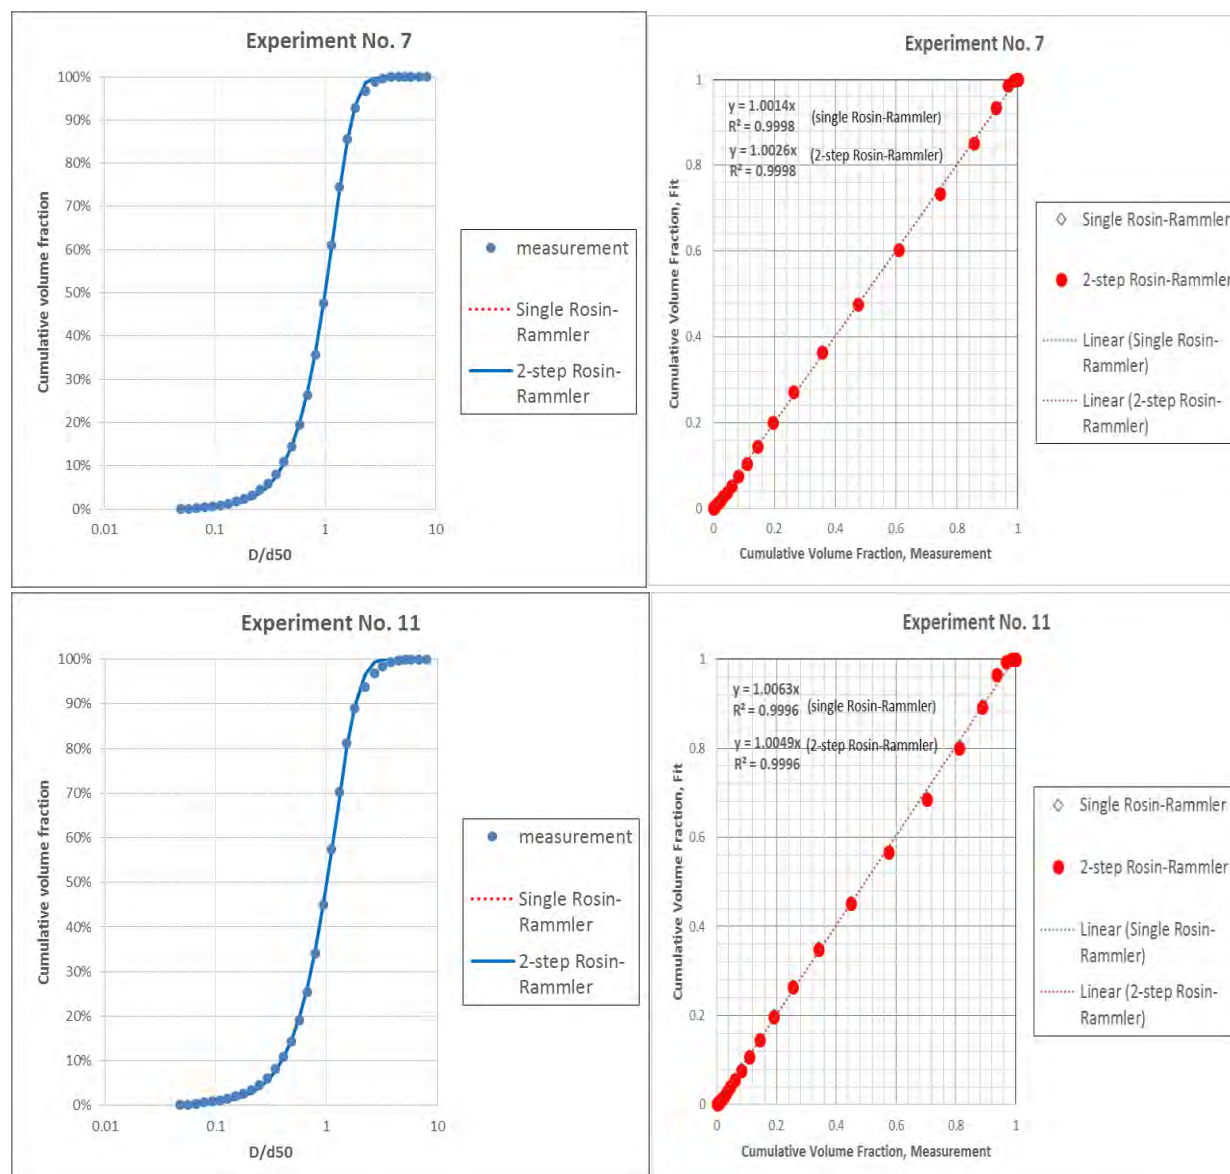 Experiment No. 7
100%
90%
80%
70%
60%
50%
40%
30%
20%
10%
0%
0.01
0.1
1
10
Cumulative volume fraction
D/d50
measurement
Single Rosin-
Rammler
2-step Rosin-
Rammler
Experiment No. 7
y = 1.0014x
R² = 0.9998
(single Rosin-Rammler)
y = 1.0026x
R² = 0.9998
(2-step Rosin-Rammler)
1
0.8
0.6
0.4
0.2
0
0
0.2
0.4
0.6
0.8
1
Cumulative Volume Fraction, Fit
Cumulative Volume Fraction, Measurement
Single Rosin-Rammler
2-step Rosin-Rammler
Linear (Single Rosin-
Rammler)
Linear (2-step Rosin-
Rammler)
Experiment No. 11
100%
90%
80%
70%
60%
50%
40%
30%
20%
10%
0%
0.01
0.1
1
10
Cumulative volume fraction
D/d50
measurement
Single Rosin-
Rammler
2-step Rosin-
Rammler
Experiment No. 11
y = 1.0063x
R² = 0.9996
(single Rosin-Rammler)
y = 1.0049x
R² = 0.9996
(2-step Rosin-Rammler)
1
0.8
0.6
0.4
0.2
0
0
0.2
0.4
0.6
0.8
1
Cumulative Volume Fraction, Fit
Cumulative Volume Fraction, Measurement
Single Rosin-Rammler
2-step Rosin-Rammler
Linear (Single Rosin-
Rammler)
Linear (2-step Rosin-
Rammler)